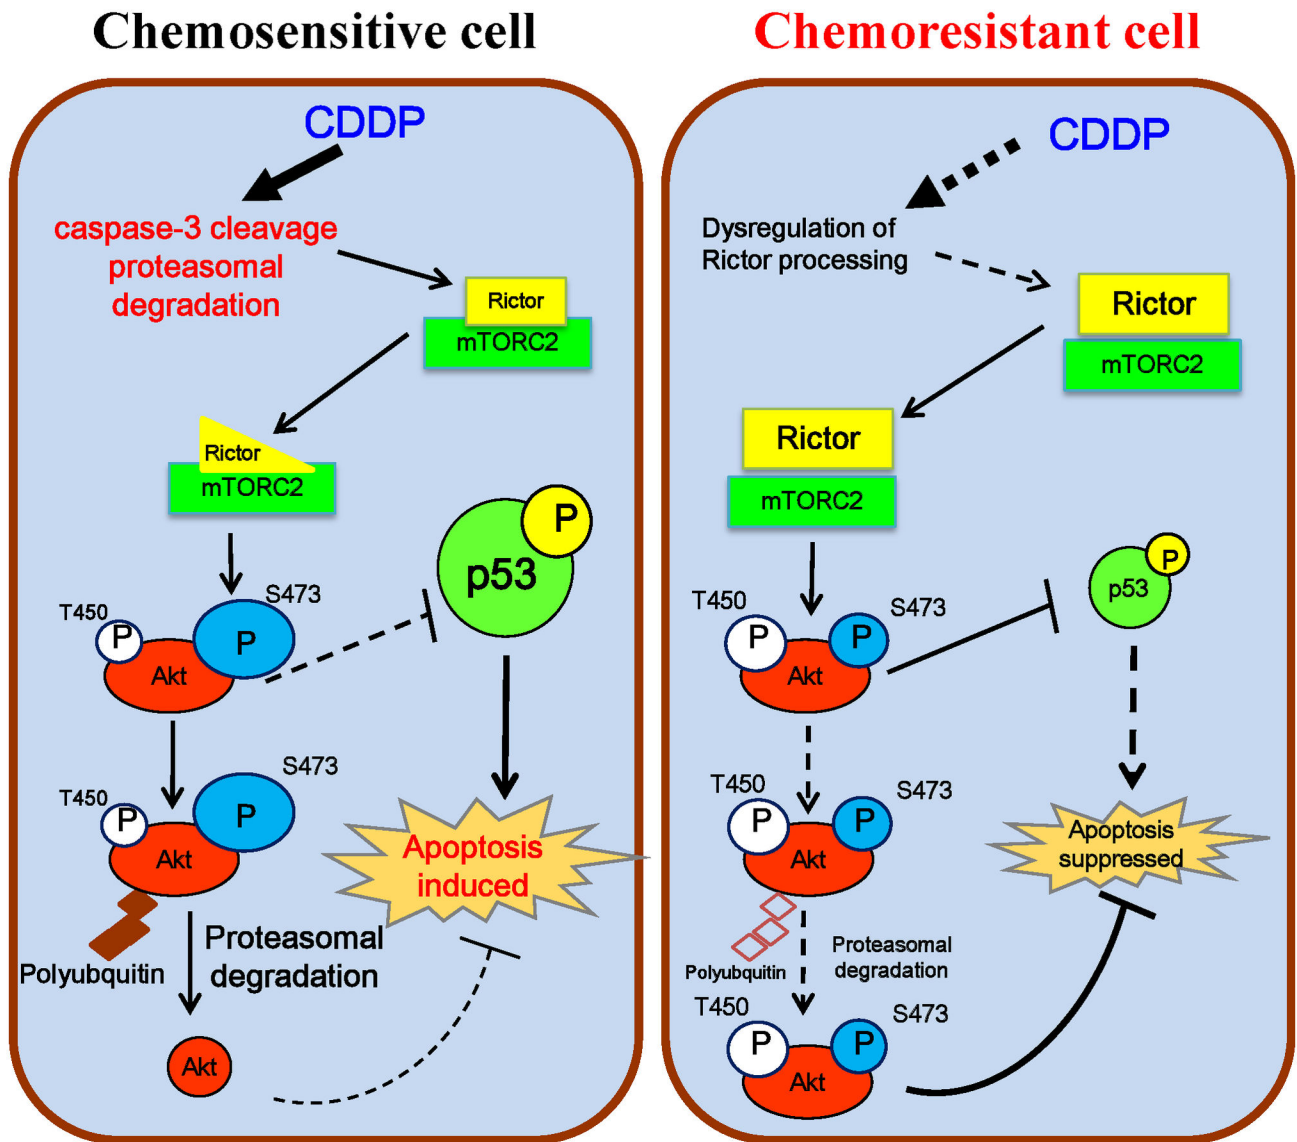 Chemosensitive cell
CDDP
caspase-3 cleavage
proteasomal
degradation
Rictor
mTORC2
Rictor
mTORC2
P
p53
S473
T450
P
P
Akt
S473
T450
P
P
Akt
Apoptosis
induced
Proteasomal
degradation
Polyubquitin
Akt
Chemoresistant cell
CDDP
Dysregulation of
Rictor processing
Rictor
mTORC2
Rictor
mTORC2
P
p53
T450
S473
P
P
Akt
T450
S473
P
P
Akt
Apoptosis
suppressed
Proteasomal
degradation
Polyubquitin
T450
S473
P
P
Akt